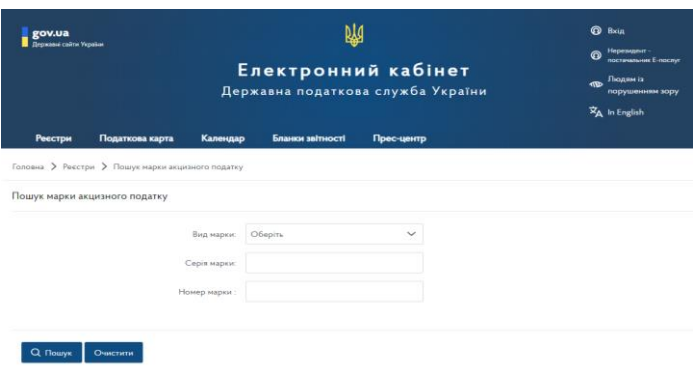 gov.ua
Державні сайти України
Електронний кабінет
Державна податкова служба України
Вхід
Нерезидент -
постачальник Е-послуг
Людям із
порушенням зору
In English
Реєстри Податкова карта Календар Бланки звітності Прес-центр
Головна > Реєстри > Пошук марки акцизного податку
Пошук марки акцизного податку
Вид марки: Оберіть
Серія марки:
Номер марки :
Пошук Очистити